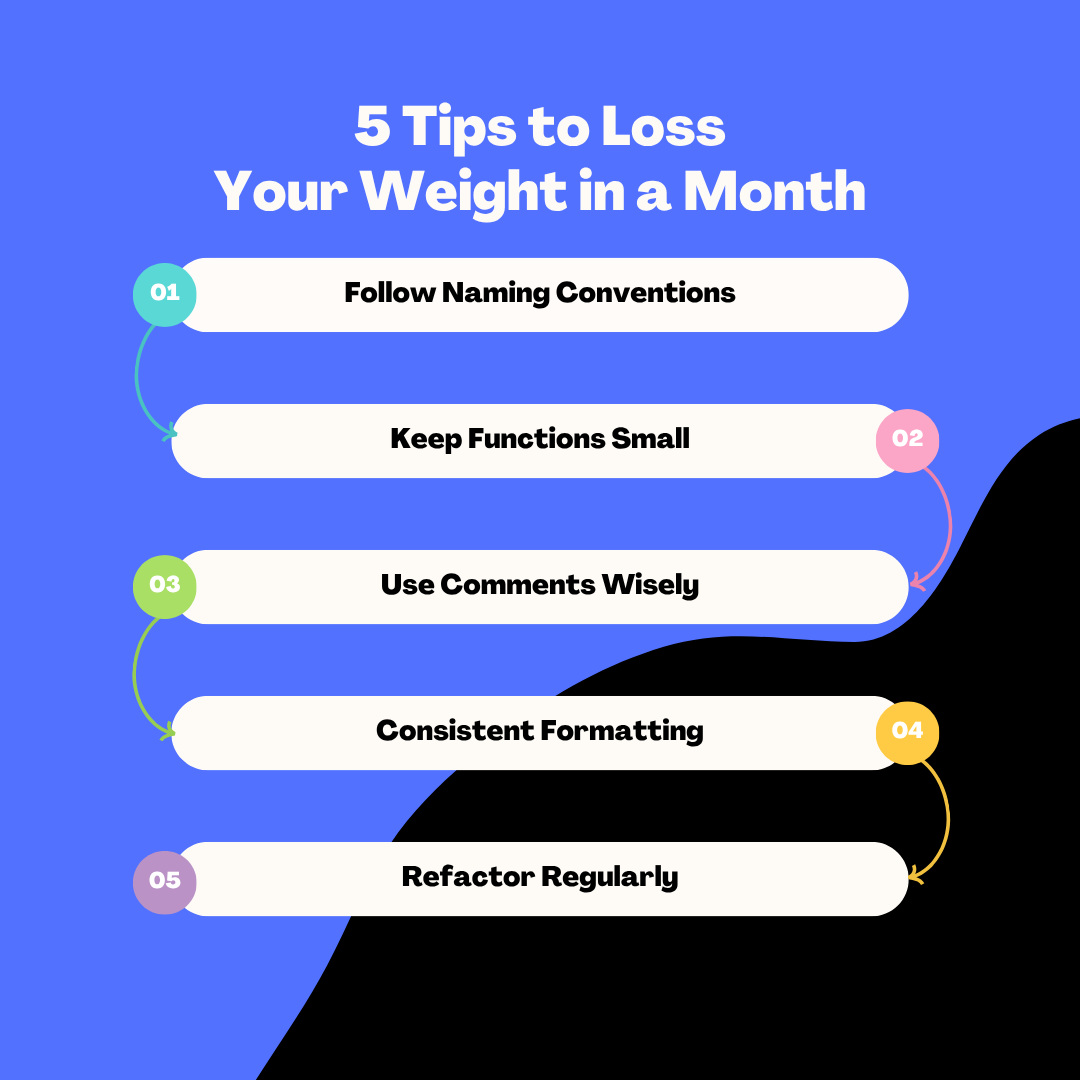 5 Tips to Loss
Your Weight in a Month
01
Follow Naming Conventions
Keep Functions Small
02
03
Use Comments Wisely
Consistent Formatting
04
05
Refactor Regularly